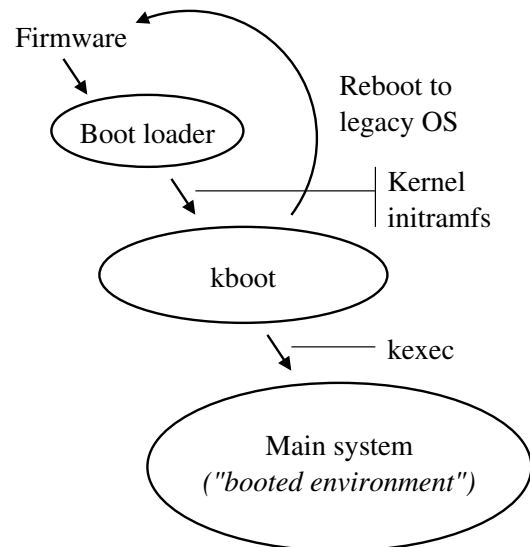 Firmware
Reboot to
legacy OS
Boot loader
Kernel
initramfs
kboot
kexec
Main system
("booted environment")